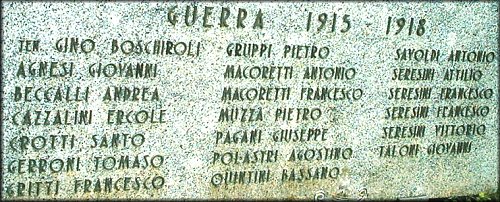 GUERRA 1915 - 1918
TEN. GINO BOSCHIROLI
AGNESI GIOVANNI
BECCALLI ANDREA
CAZZALINI ERCOLE
CROTTI SANTO
GERRONI TOMASO
GRITTI FRANCESCO
GRUPPI PIETRO
MACORETTI ANTONIO
MACORETTI FRANCESCO
MUZZA PIETRO
PAGANI GIUSEPPE
POLASTRI AGOSTINO
QUINTINI BASSANO
SAVOLDI ANTONIO
SERESINI ATTILIO
SERESINI FRANCESCO
SERESINI FRANCESCO
SERESINI VITTORIO
TALONI GIOVANNI